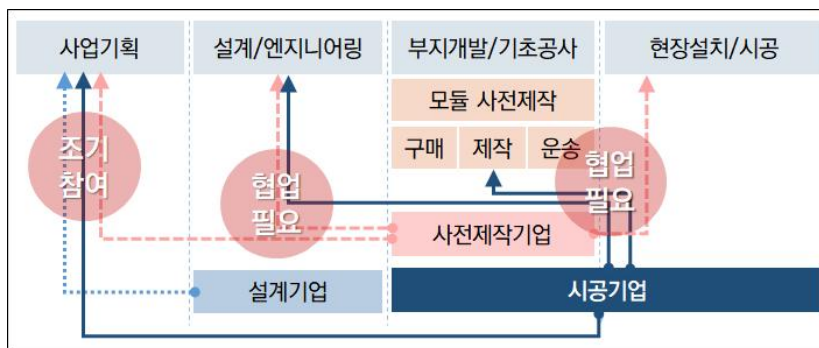 사업기획
설계/엔지니어링
부지개발/기초공사
현장설치/시공
모듈 사전제작
구매
제작
운송
조기
참여
협업
필요
협업
필요
사전제작기업
설계기업
시공기업